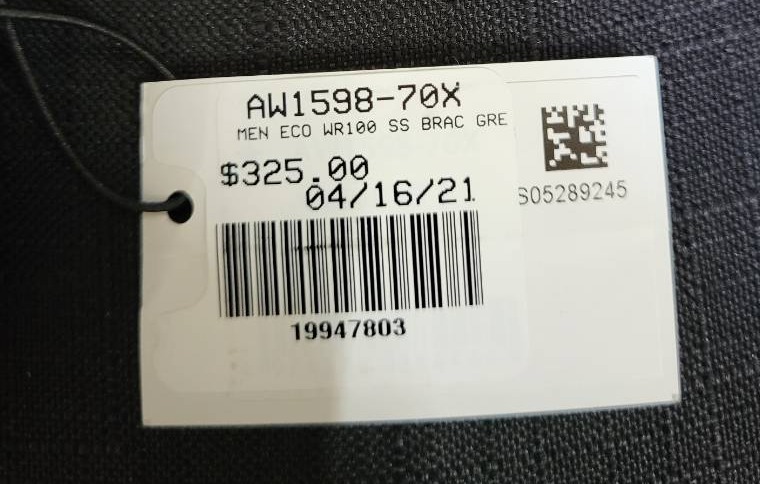 AW1598-70X
MEN ECO WR100 SS BRAC GRE
$325.00
04/16/21
S05289245
19947803